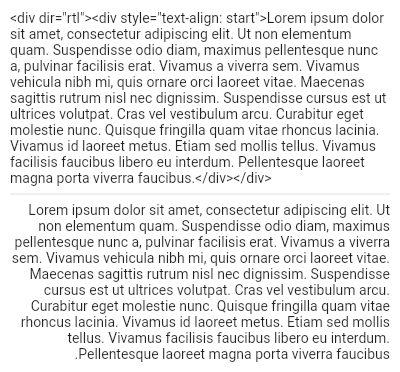 <div dir="rtl"><div style="text-align: start">Lorem ipsum dolor
sit amet, consectetur adipiscing elit. Ut non elementum
quam. Suspendisse odio diam, maximus pellentesque nunc
a, pulvinar facilisis erat. Vivamus a viverra sem. Vivamus
vehicula nibh mi, quis ornare orci laoreet vitae. Maecenas
sagittis rutrum nisl nec dignissim. Suspendisse cursus est ut
ultrices volutpat. Cras vel vestibulum arcu. Curabitur eget
molestie nunc. Quisque fringilla quam vitae rhoncus lacinia.
Vivamus id laoreet metus. Etiam sed mollis tellus. Vivamus
facilisis faucibus libero eu interdum. Pellentesque laoreet
magna porta viverra faucibus.</div></div>
Lorem ipsum dolor sit amet, consectetur adipiscing elit. Ut
non elementum quam. Suspendisse odio diam, maximus
pellentesque nunc a, pulvinar facilisis erat. Vivamus a viverra
sem. Vivamus vehicula nibh mi, quis ornare orci laoreet vitae.
Maecenas sagittis rutrum nisl nec dignissim. Suspendisse
cursus est ut ultrices volutpat. Cras vel vestibulum arcu.
Curabitur eget molestie nunc. Quisque fringilla quam vitae
rhoncus lacinia. Vivamus id laoreet metus. Etiam sed mollis
tellus. Vivamus facilisis faucibus libero eu interdum.
.Pellentesque laoreet magna porta viverra faucibus